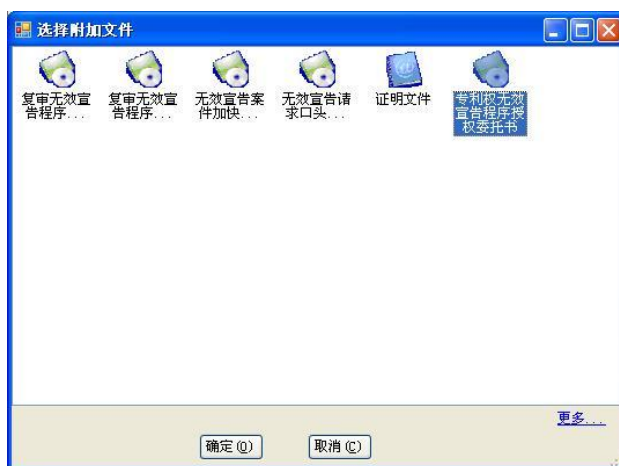 选择附加文件
复审无效宣
告程序...
复审无效宣
告程序...
无效宣告案
件加快...
无效宣告请
求口头...
证明文件
专利权无效
宣告程序授
权委托书
更多...
确定(O)
取消(C)